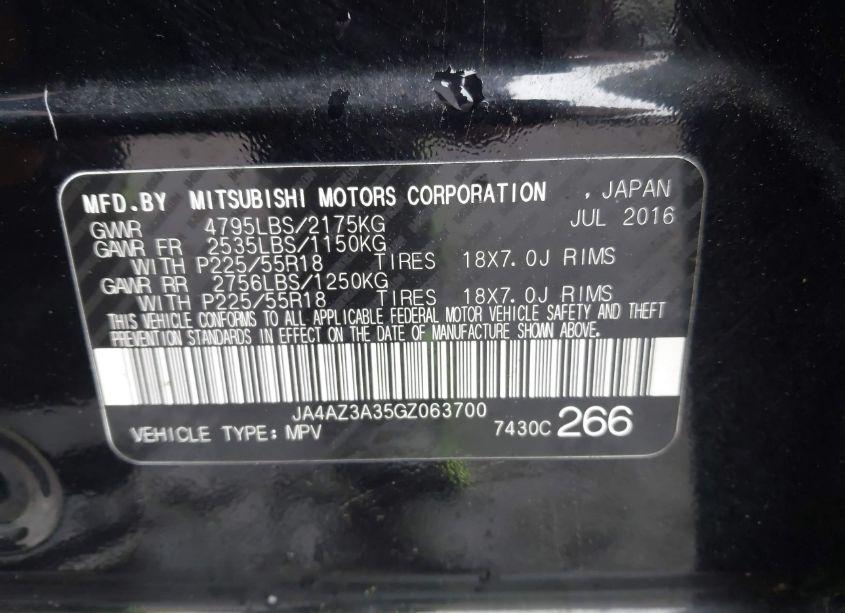 MFD.BY MITSUBISHI MOTORS CORPORATION , JAPAN
GVWR 4795LBS/2175KG JUL 2016
GAWR FR 2535LBS/1150KG
WITH P225/55R18 TIRES 18X7.0J RIMS
GAWR RR 2756LBS/1250KG
WITH P225/55R18 TIRES 18X7.0J RIMS
THIS VEHICLE CONFORMS TO ALL APPLICABLE FEDERAL MOTOR VEHICLE SAFETY AND THEFT
PREVENTION STANDARDS IN EFFECT ON THE DATE OF MANUFACTURE SHOWN ABOVE.
JA4AZ3A35GZ063700
VEHICLE TYPE: MPV 7430C 266